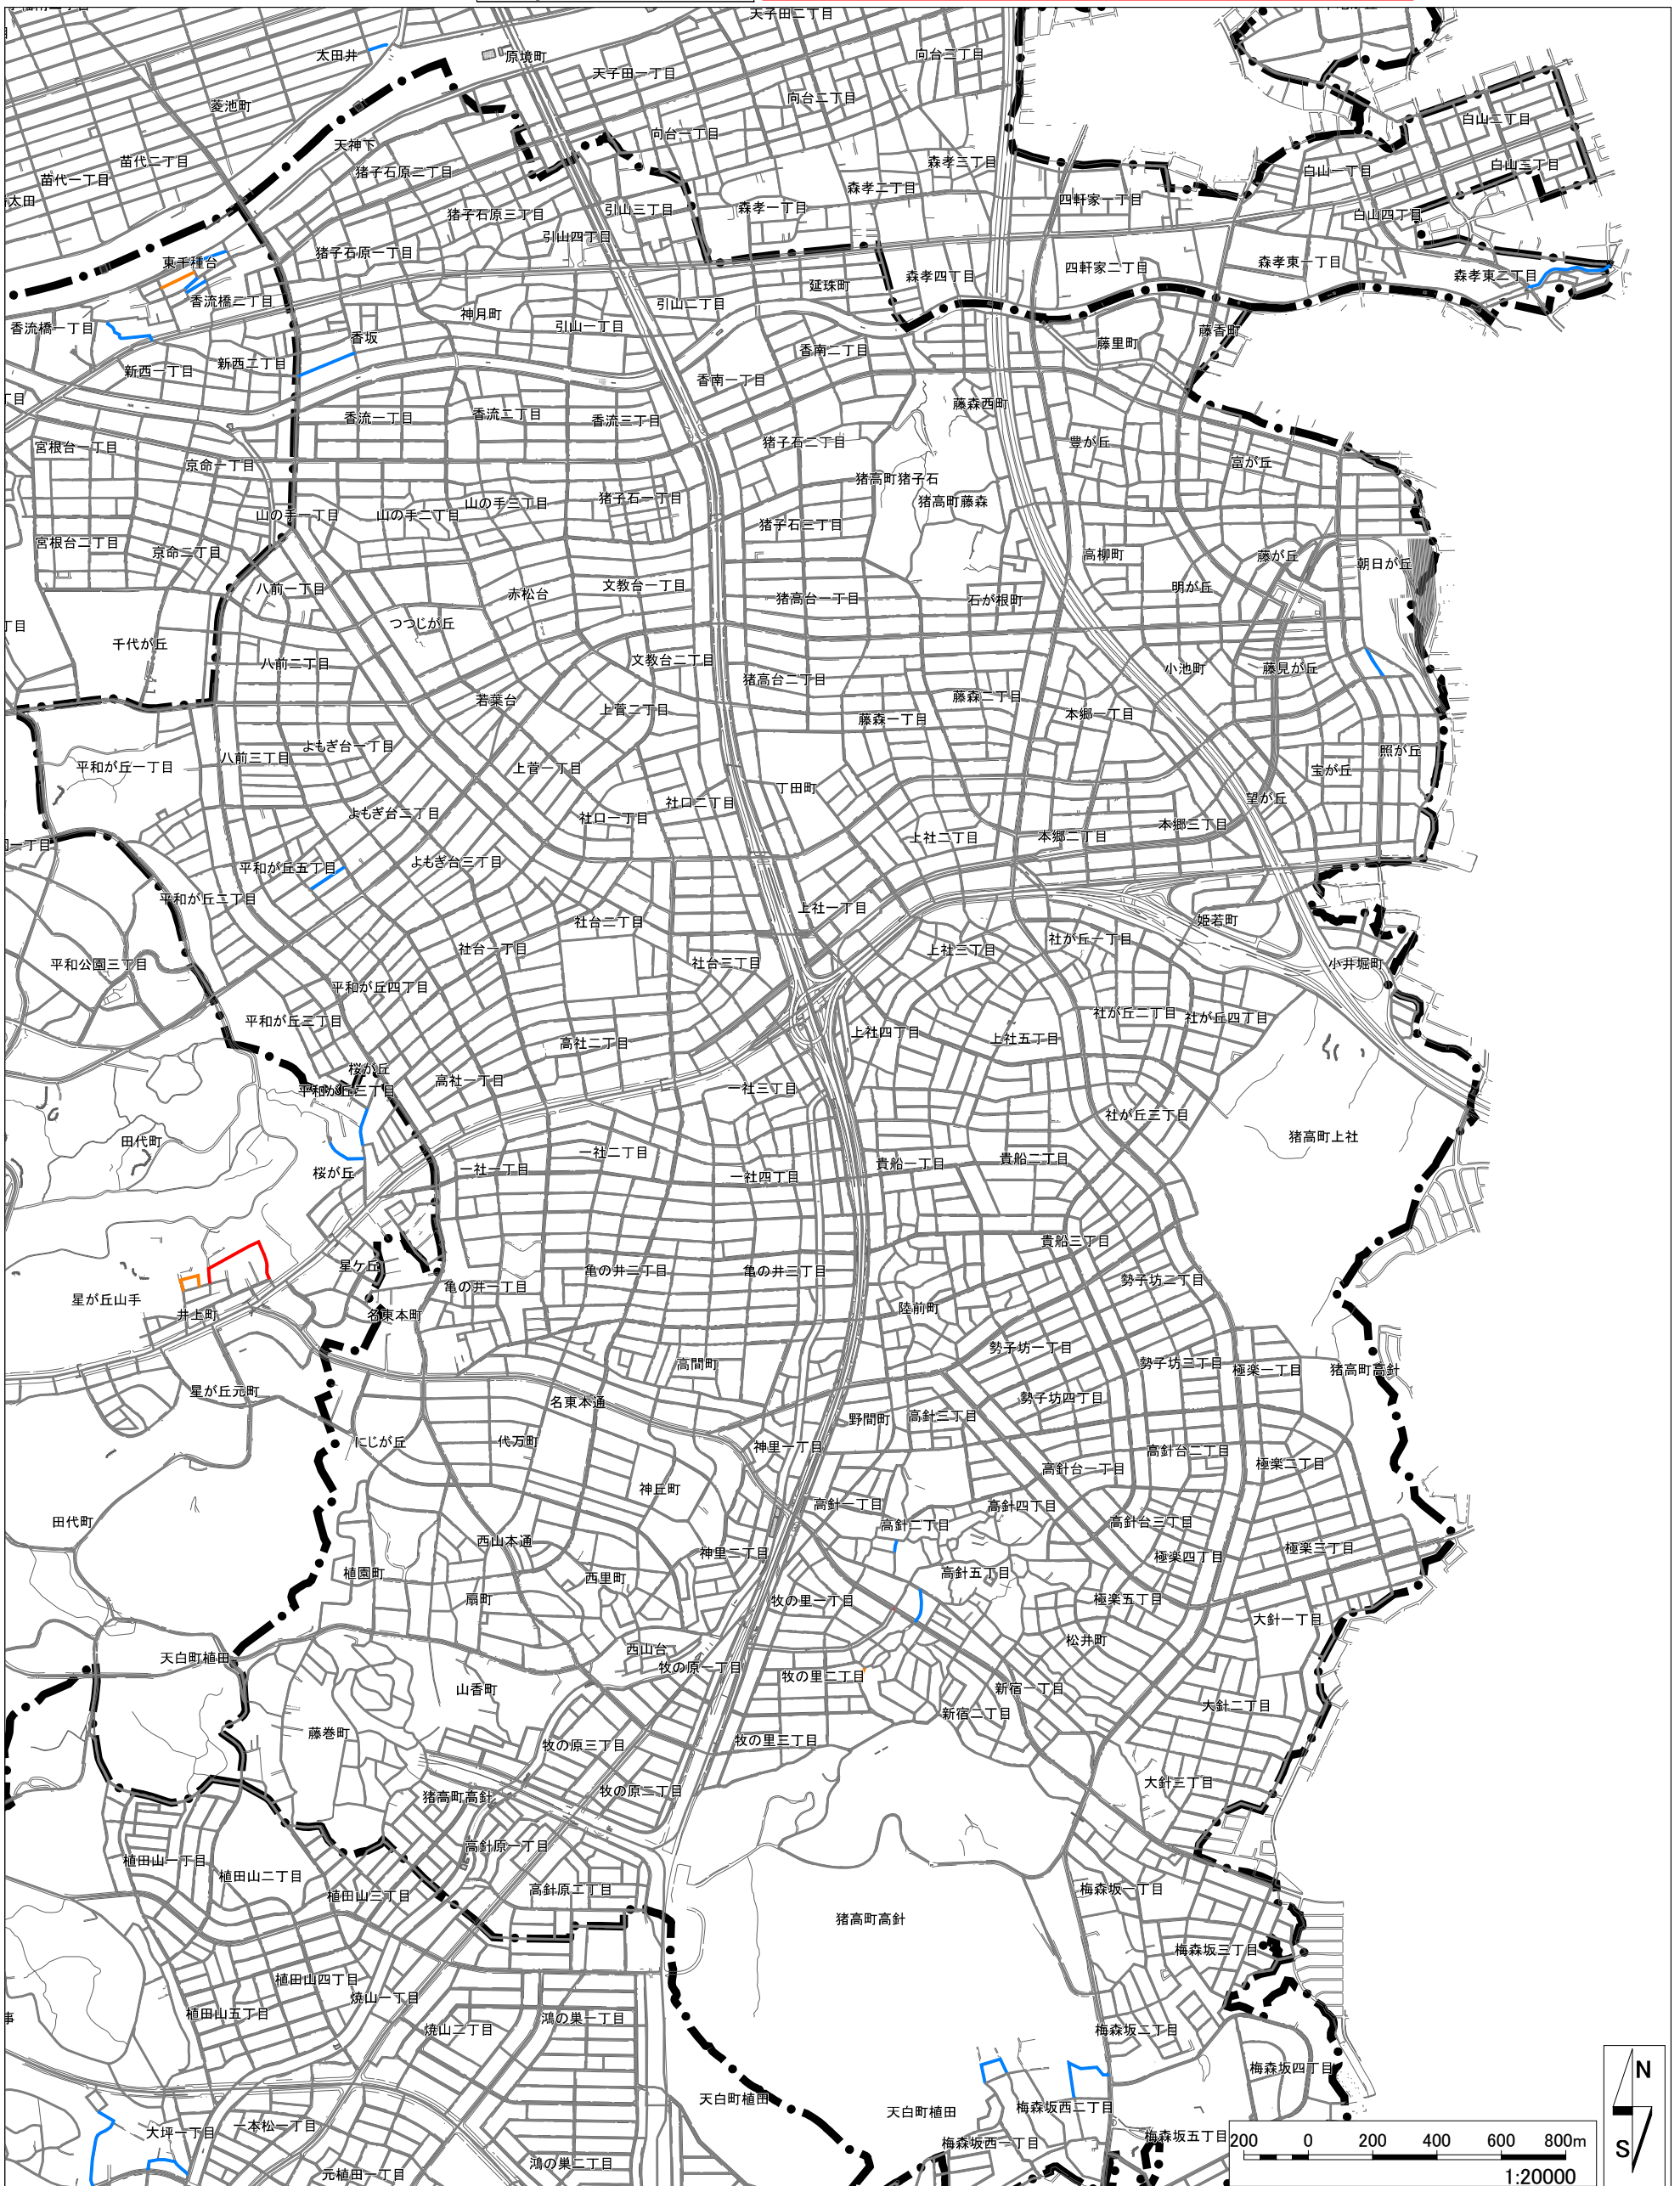 天子田二丁目
太田井
原境町
向台三丁目
天子田一丁目
菱池町
向台二丁目
白山二丁目
向台一丁目
天神下
苗代二丁目
猪子石原二丁目
森孝三丁目
白山三丁目
白山一丁目
苗代一丁目
森孝二丁目
太田
四軒家一丁目
森孝一丁目
引山三丁目
猪子石原三丁目
白山四丁目
引山四丁目
猪子石原一丁目
東千種台
四軒家二丁目
森孝東一丁目
森孝四丁目
森孝東二丁目
延珠町
香流橋二丁目
引山二丁目
神月町
引山一丁目
香流橋一丁目
藤香町
香坂
藤里町
香南二丁目
新西二丁目
新西一丁目
香南一丁目
丁目
藤森西町
香流一丁目
香流二丁目
香流三丁目
猪子石二丁目
豊が丘
宮根台一丁目
京命一丁目
富が丘
猪高町猪子石
山の手三丁目
猪子石一丁目
猪高町藤森
山の手一丁目
山の手二丁目
猪子石三丁目
宮根台二丁目
京命二丁目
高柳町
藤が丘
朝日が丘
八前一丁目
文教台一丁目
明が丘
赤松台
猪高台一丁目
石が根町
つつじが丘
丁目
千代が丘
八前二丁目
文教台二丁目
小池町
藤見が丘
猪高台二丁目
若葉台
藤森二丁目
上菅二丁目
本郷一丁目
藤森一丁目
よもぎ台一丁目
照が丘
八前三丁目
平和が丘一丁目
上菅一丁目
宝が丘
丁田町
望が丘
社口二丁目
よもぎ台二丁目
社口一丁目
本郷三丁目
上社二丁目
本郷二丁目
一丁目
よもぎ台三丁目
平和が丘五丁目
平和が丘二丁目
上社一丁目
社台二丁目
姫若町
社が丘一丁目
社台一丁目
上社三丁目
平和公園三丁目
社台三丁目
小井堀町
平和が丘四丁目
社が丘二丁目
社が丘四丁目
平和が丘三丁目
上社四丁目
上社五丁目
高社二丁目
桜が丘
高社一丁目
一社三丁目
平和が丘三丁目
社が丘三丁目
田代町
猪高町上社
一社二丁目
貴船二丁目
貴船一丁目
一社一丁目
桜が丘
一社四丁目
貴船三丁目
星ケ丘
亀の井二丁目
亀の井三丁目
勢子坊二丁目
亀の井一丁目
星が丘山手
陸前町
井上町
名東本町
勢子坊一丁目
高間町
勢子坊三丁目
極楽一丁目
猪高町高針
星が丘元町
勢子坊四丁目
名東本通
高針三丁目
野間町
にじが丘
代万町
神里一丁目
高針台二丁目
極楽二丁目
高針台一丁目
神丘町
高針一丁目
高針四丁目
田代町
高針二丁目
高針台三丁目
西山本通
極楽三丁目
神里二丁目
極楽四丁目
植園町
高針五丁目
西里町
扇町
牧の里一丁目
極楽五丁目
大針一丁目
松井町
西山台
天白町植田
牧の原一丁目
牧の里二丁目
山香町
新宿一丁目
大針二丁目
新宿二丁目
藤巻町
牧の里三丁目
牧の原三丁目
大針三丁目
牧の原二丁目
猪高町高針
高針原一丁目
植田山一丁目
植田山二丁目
高針原二丁目
梅森坂一丁目
植田山三丁目
猪高町高針
梅森坂三丁目
植田山四丁目
焼山一丁目
植田山五丁目
鴻の巣一丁目
事
焼山二丁目
梅森坂二丁目
梅森坂四丁目
N
天白町植田
梅森坂西二丁目
天白町植田
一本松一丁目
大坪一丁目
梅森坂五丁目
梅森坂西一丁目
200 0 200 400 600 800m
S
鴻の巣二丁目
元植田一丁目
1:20000